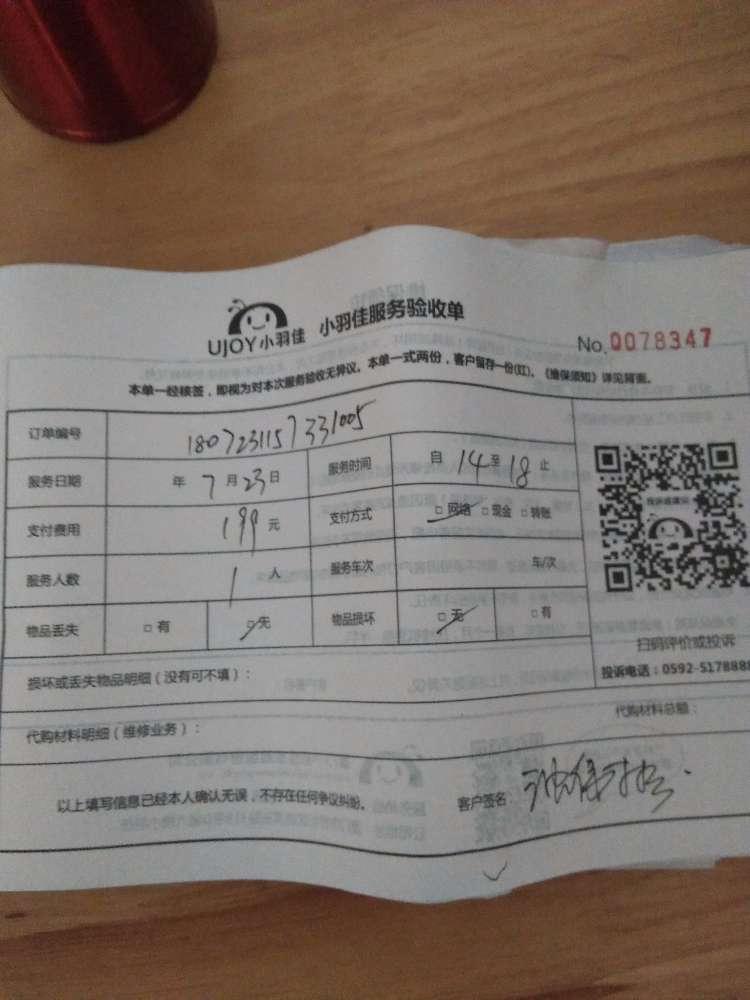 UJOY小羽佳 小羽佳服务验收单
No.0078347
本单一经核签，即视为对本次服务验收无异议。本单一式两份，客户留存一份(红)。《维保须知》详见背面。
订单编号 1807231157331005
服务日期 年 7 月 23 日 服务时间 自 14 至 18 止
支付费用 199 元 支付方式 □ 网络 □ 现金 □ 转账
服务人数 1 人 服务车次 车/次
物品丢失 □ 有 □ 无 物品损坏 □ 无 □ 有
扫码评价或投诉
投诉电话：0592-5178888
损坏或丢失物品明细（没有可不填）：
代购材料明细（维修业务）： 代购材料总额：
以上填写信息已经本人确认无误，不存在任何争议纠纷。 客户签名：